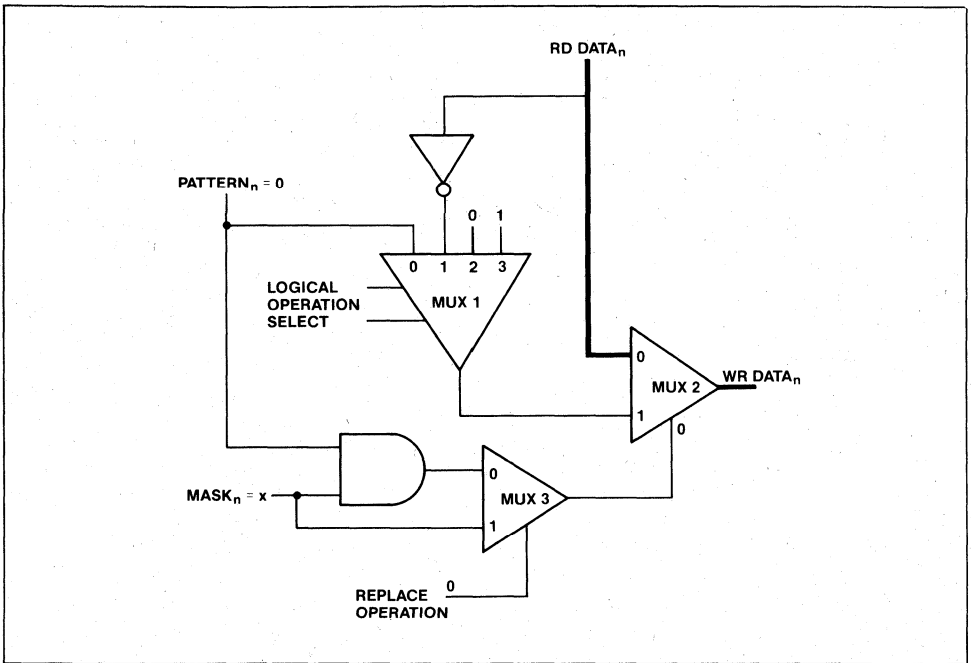 RD DATAn
PATTERNn = 0
0 1
0 1 2 3
LOGICAL
OPERATION
SELECT
MUX 1
0
MUX 2
WR DATAn
1
0
0
MUX 3
MASKn = x
1
0
REPLACE
OPERATION